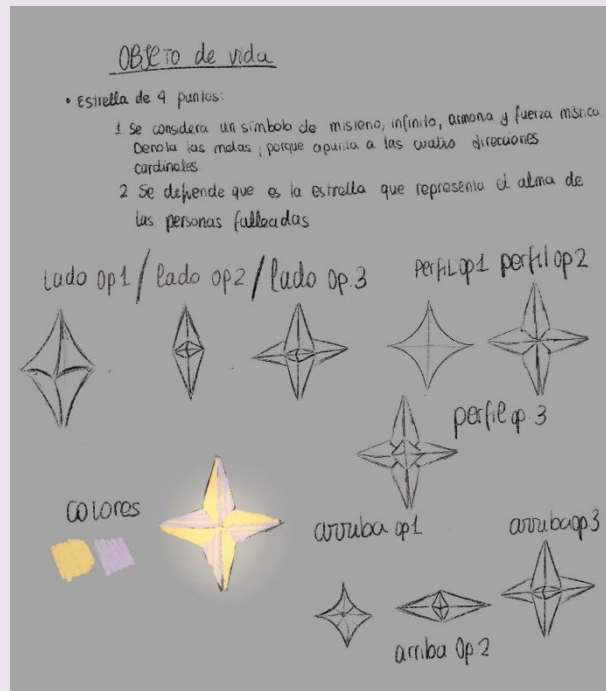 OBJETO de vida
• Estrella de 4 puntas:
1 Se considera un símbolo de misterio, infinito, armonia y fuerza mística
Denota las metas, porque apunta a las cuatro direcciones
cardinales
2 Se defiende que es la estrella que representa el alma de
las personas fallecidas
Lado op1 / lado op2 / lado op.3
Perfil op1 perfil op2
perfil op.3
colores
arriba op1
arriba op3
arriba Op.2